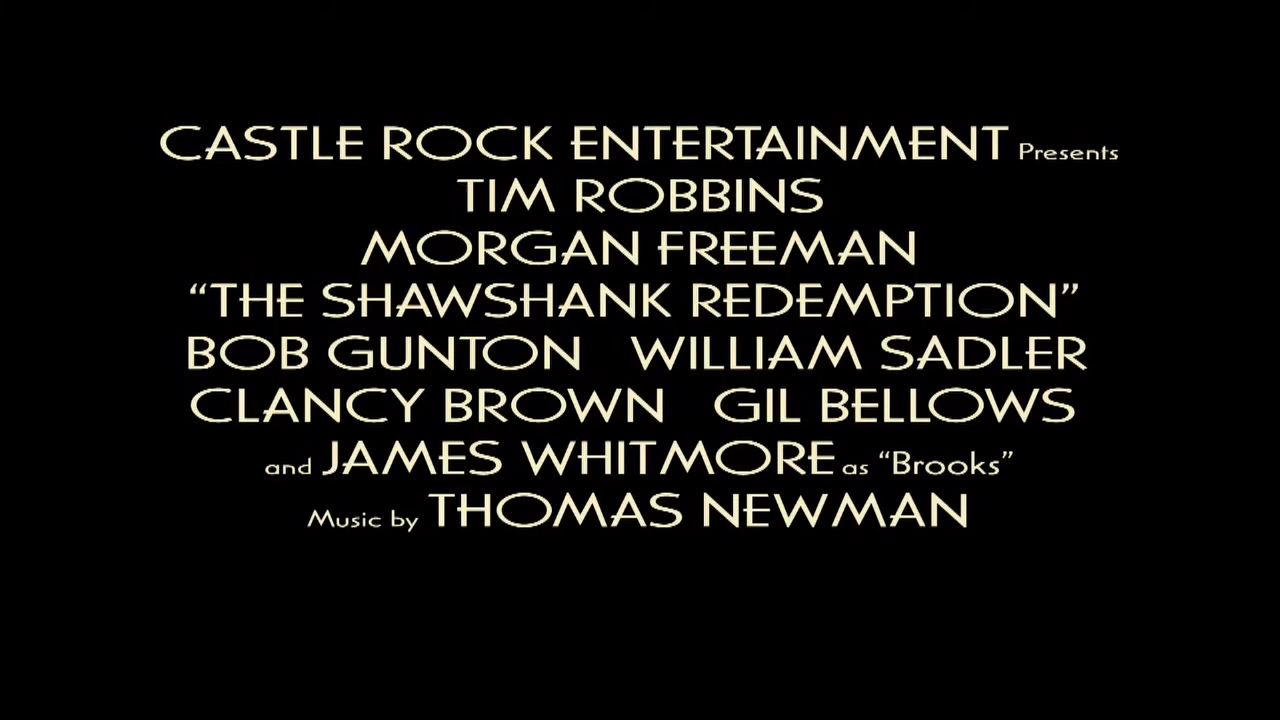 CASTLE ROCK ENTERTAINMENT Presents
TIM ROBBINS
MORGAN FREEMAN
“THE SHAWSHANK REDEMPTION”
BOB GUNTON WILLIAM SADLER
CLANCY BROWN GIL BELLOWS
and JAMES WHITMORE as “Brooks”
Music by THOMAS NEWMAN